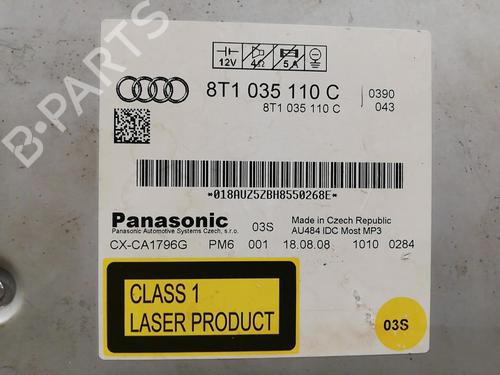 B-PARTS
12V 4Ω 5A
8T1 035 110 C 0390
8T1 035 110 C 043
*018AUZ5ZBH8550268E*
Panasonic 03S Made in Czech Republic
Panasonic Automotive Systems Czech, s.r.o. AU484 IDC Most MP3
CX-CA1796G PM6 001 18.08.08 1010 0284
CLASS 1
LASER PRODUCT
03S